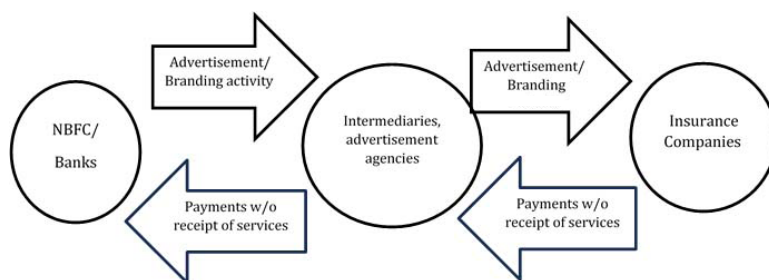 NBFC/
Banks
Advertisement/
Branding activity
Payments w/o
receipt of services
Intermediaries,
advertisement
agencies
Advertisement/
Branding
Payments w/o
receipt of services
Insurance
Companies